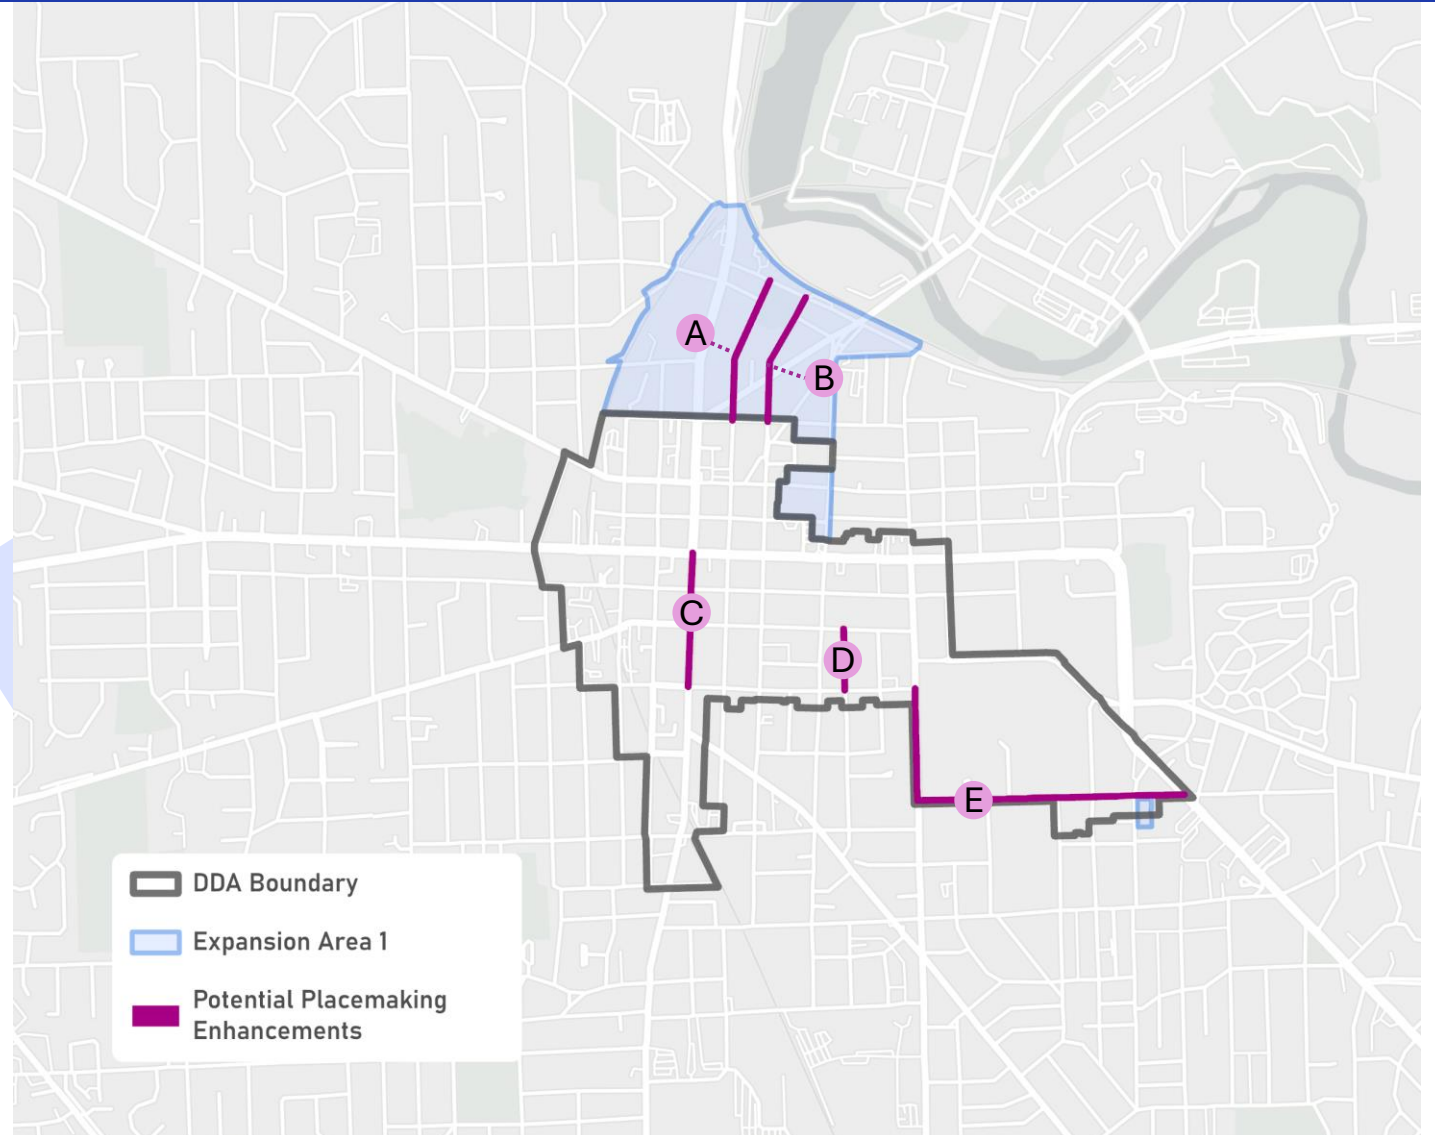 A
B
C
D
E
DDA Boundary
Expansion Area 1
Potential Placemaking
Enhancements